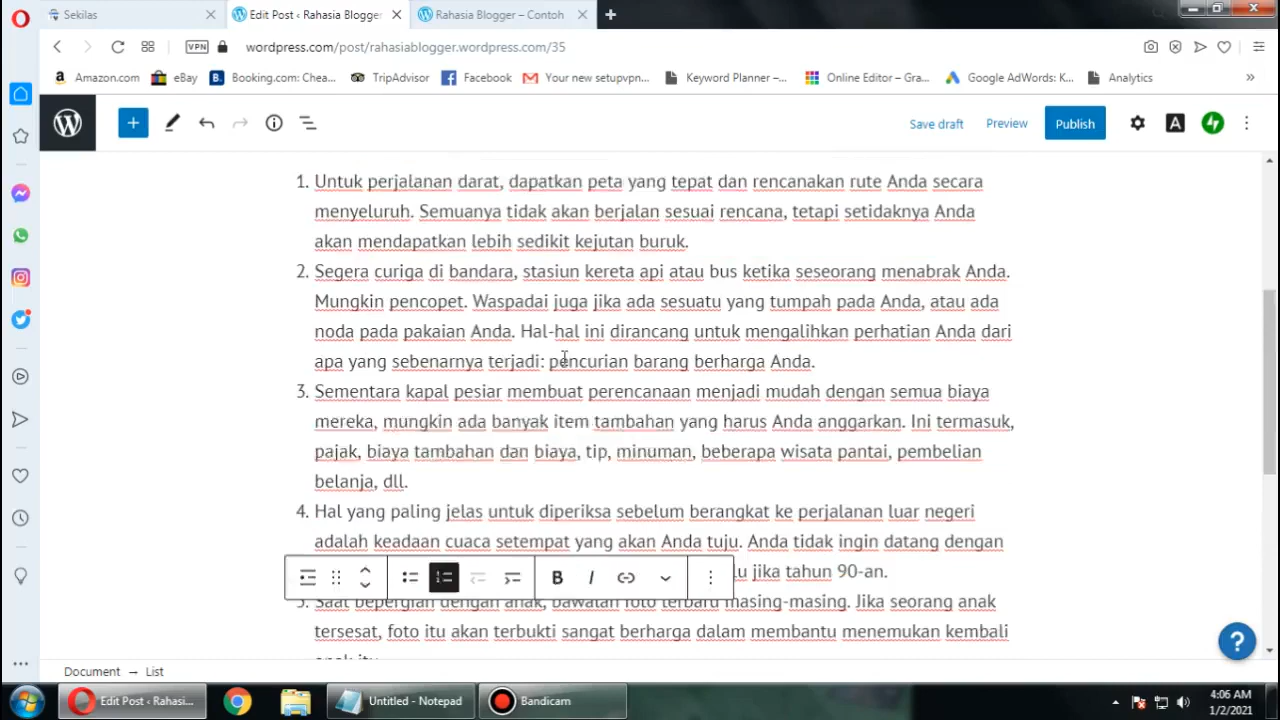 Sekilas
Edit Post ‹ Rahasia Blogger
Rahasia Blogger – Contoh
VPN
wordpress.com/post/rahasiablogger.wordpress.com/35
Amazon.com
eBay
Booking.com: Chea...
TripAdvisor
Facebook
Your new setupvpn...
Keyword Planner –...
Online Editor – Gra...
Google AdWords: K...
Analytics
Save draft
Preview
Publish
1. Untuk perjalanan darat, dapatkan peta yang tepat dan rencanakan rute Anda secara
menyeluruh. Semuanya tidak akan berjalan sesuai rencana, tetapi setidaknya Anda
akan mendapatkan lebih sedikit kejutan buruk.
2. Segera curiga di bandara, stasiun kereta api atau bus ketika seseorang menabrak Anda.
Mungkin pencopet. Waspadai juga jika ada sesuatu yang tumpah pada Anda, atau ada
noda pada pakaian Anda. Hal-hal ini dirancang untuk mengalihkan perhatian Anda dari
apa yang sebenarnya terjadi: pencurian barang berharga Anda.
3. Sementara kapal pesiar membuat perencanaan menjadi mudah dengan semua biaya
mereka, mungkin ada banyak item tambahan yang harus Anda anggarkan. Ini termasuk,
pajak, biaya tambahan dan biaya, tip, minuman, beberapa wisata pantai, pembelian
belanja, dll.
4. Hal yang paling jelas untuk diperiksa sebelum berangkat ke perjalanan luar negeri
adalah keadaan cuaca setempat yang akan Anda tuju. Anda tidak ingin datang dengan
jika tahun 90-an.
B I
5. Saat bepergian dengan anak, bawalah foto terbaru masing-masing. Jika seorang anak
tersesat, foto itu akan terbukti sangat berharga dalam membantu menemukan kembali
anak itu.
Document → List
Edit Post ‹ Rahasi...
Untitled - Notepad
Bandicam
4:06 AM
1/2/2021